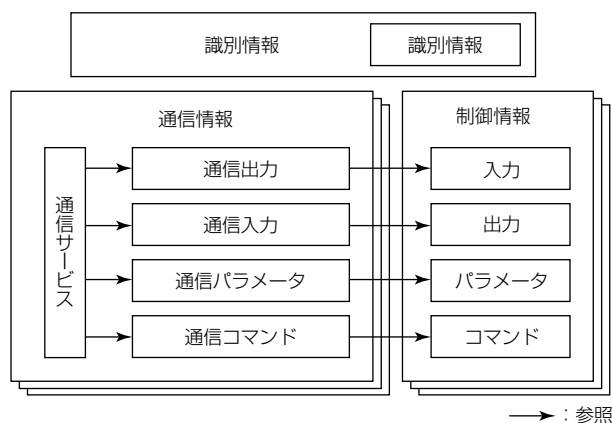 識別情報
識別情報
通信情報
制御情報
通信サービス
通信出力
入力
通信入力
出力
通信パラメータ
パラメータ
通信コマンド
コマンド
：参照